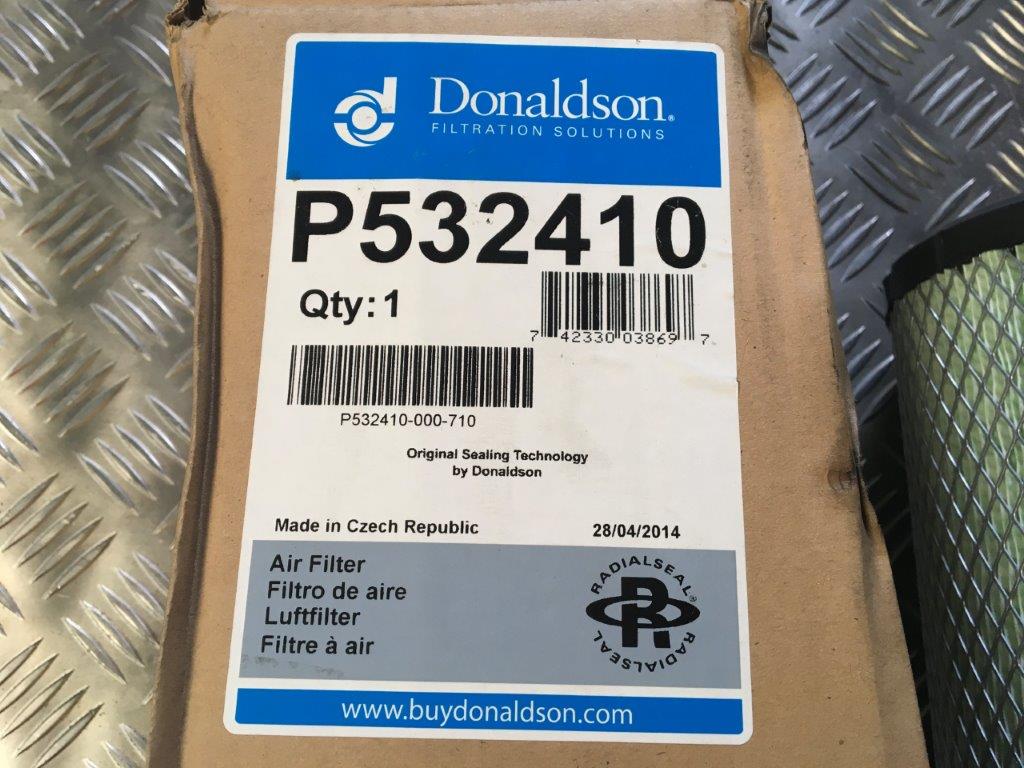 Donaldson®
FILTRATION SOLUTIONS
P532410
Qty: 1
7 42330 03869 7
P532410-000-710
Original Sealing Technology
by Donaldson
Made in Czech Republic
28/04/2014
Air Filter
Filtro de aire
Luftfilter
Filtre à air
RADIALSEAL®
R
RADIALSEAL
www.buydonaldson.com